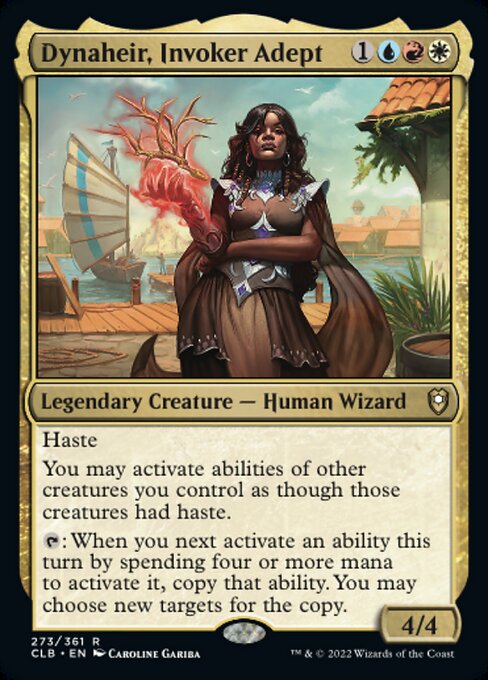 Dynaheir, Invoker Adept 1
Legendary Creature — Human Wizard
Haste
You may activate abilities of other
creatures you control as though those
creatures had haste.
: When you next activate an ability this
turn by spending four or more mana
to activate it, copy that ability. You may
choose new targets for the copy.
4/4
273/361 R
CLB • EN Caroline Gariba
™ & © 2022 Wizards of the Coast